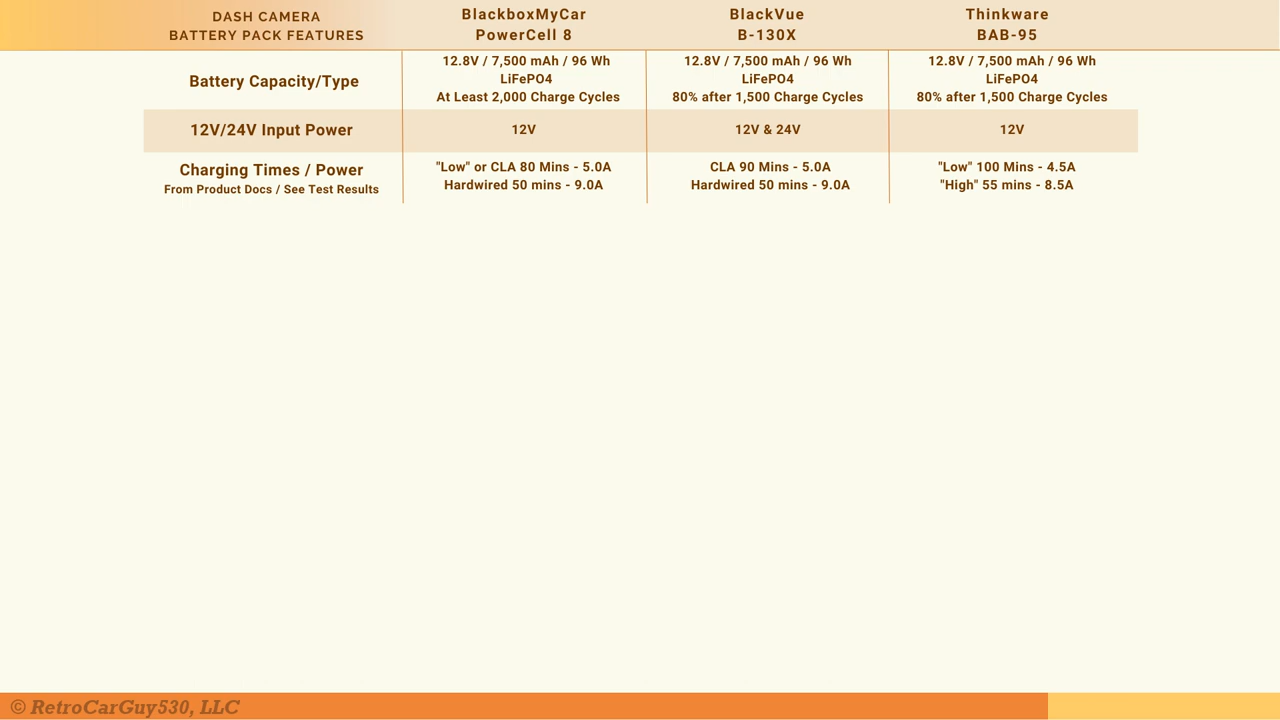 DASH CAMERA
BATTERY PACK FEATURES
BlackboxMyCar
PowerCell 8
BlackVue
B-130X
Thinkware
BAB-95
Battery Capacity/Type
12.8V / 7,500 mAh / 96 Wh
LiFePO4
At Least 2,000 Charge Cycles
12.8V / 7,500 mAh / 96 Wh
LiFePO4
80% after 1,500 Charge Cycles
12.8V / 7,500 mAh / 96 Wh
LiFePO4
80% after 1,500 Charge Cycles
12V/24V Input Power
12V
12V & 24V
12V
Charging Times / Power
From Product Docs / See Test Results
"Low" or CLA 80 Mins - 5.0A
Hardwired 50 mins - 9.0A
CLA 90 Mins - 5.0A
Hardwired 50 mins - 9.0A
"Low" 100 Mins - 4.5A
"High" 55 mins - 8.5A
© RetroCarGuy530, LLC